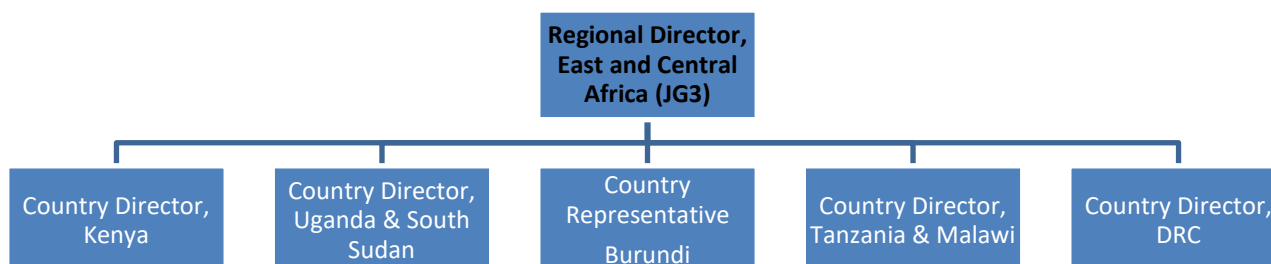 Regional Director,
East and Central
Africa (JG3)
Country Director,
Kenya
Country Director,
Uganda & South
Sudan
Country
Representative
Burundi
Country Director,
Tanzania & Malawi
Country Director,
DRC